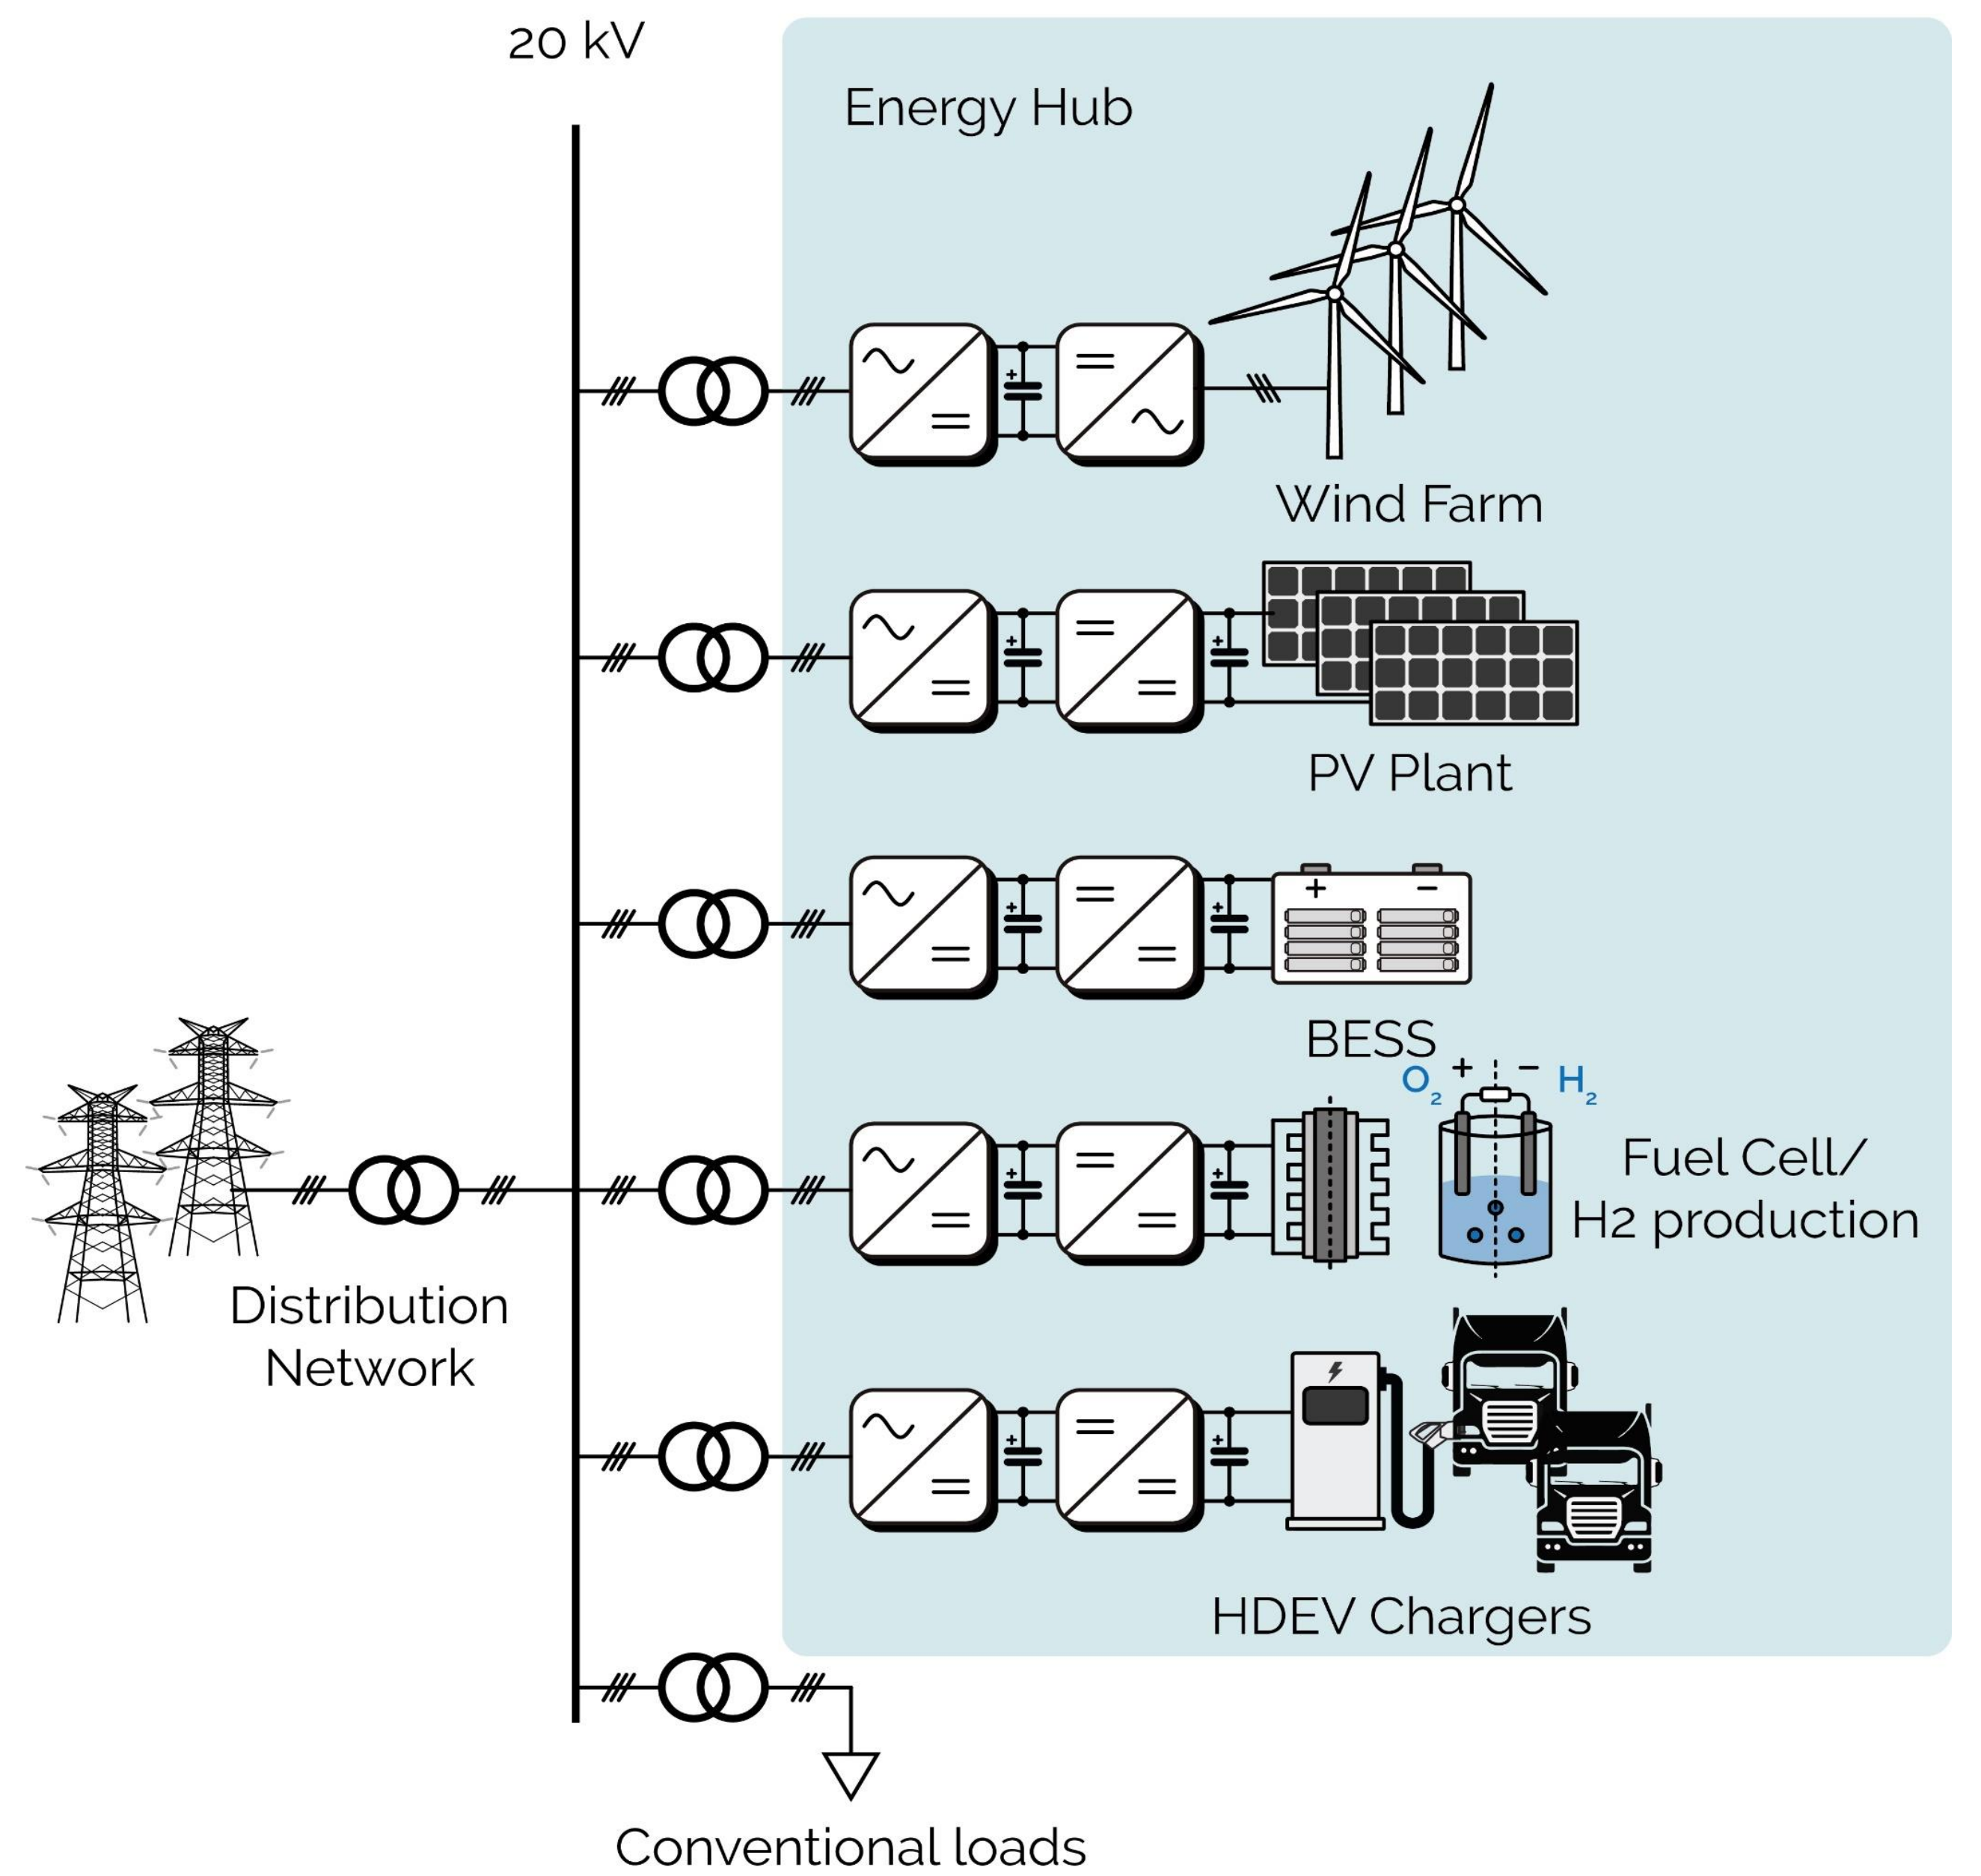 20 kV
Energy Hub
Wind Farm
PV Plant
+ −
BESS
O2 + − H2
Fuel Cell/
H2 production
Distribution
Network
HDEV Chargers
Conventional loads